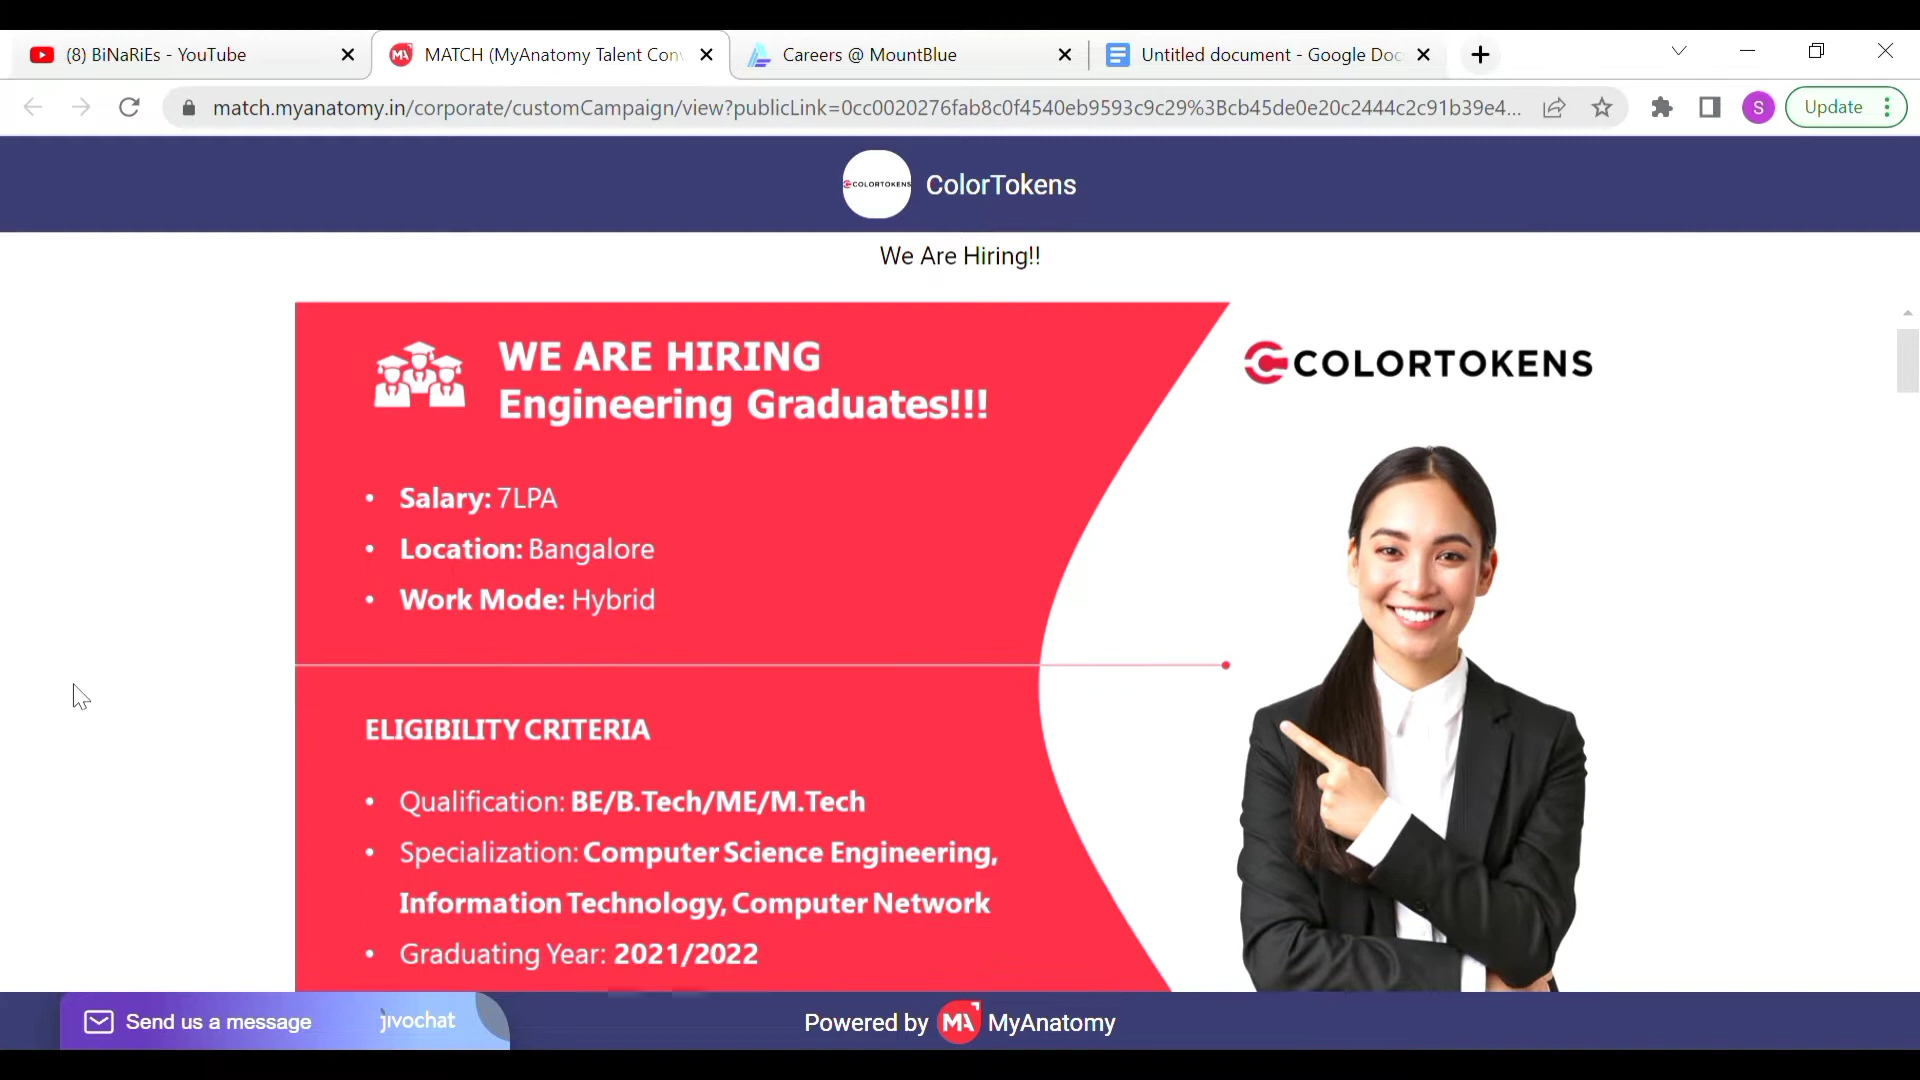 (8) BiNaRiEs - YouTube
MATCH (MyAnatomy Talent Con
Careers @ MountBlue
Untitled document - Google Doc
match.myanatomy.in/corporate/customCampaign/view?publicLink=0cc0020276fab8c0f4540eb9593c9c29%3Bcb45de0e20c2444c2c91b39e4...
S
Update
COLORTOKENS
ColorTokens
We Are Hiring!!
WE ARE HIRING
Engineering Graduates!!!
COLORTOKENS
• Salary: 7LPA
• Location: Bangalore
• Work Mode: Hybrid
ELIGIBILITY CRITERIA
• Qualification: BE/B.Tech/ME/M.Tech
• Specialization: Computer Science Engineering,
Information Technology, Computer Network
• Graduating Year: 2021/2022
Send us a message
jivochat
Powered by MA MyAnatomy